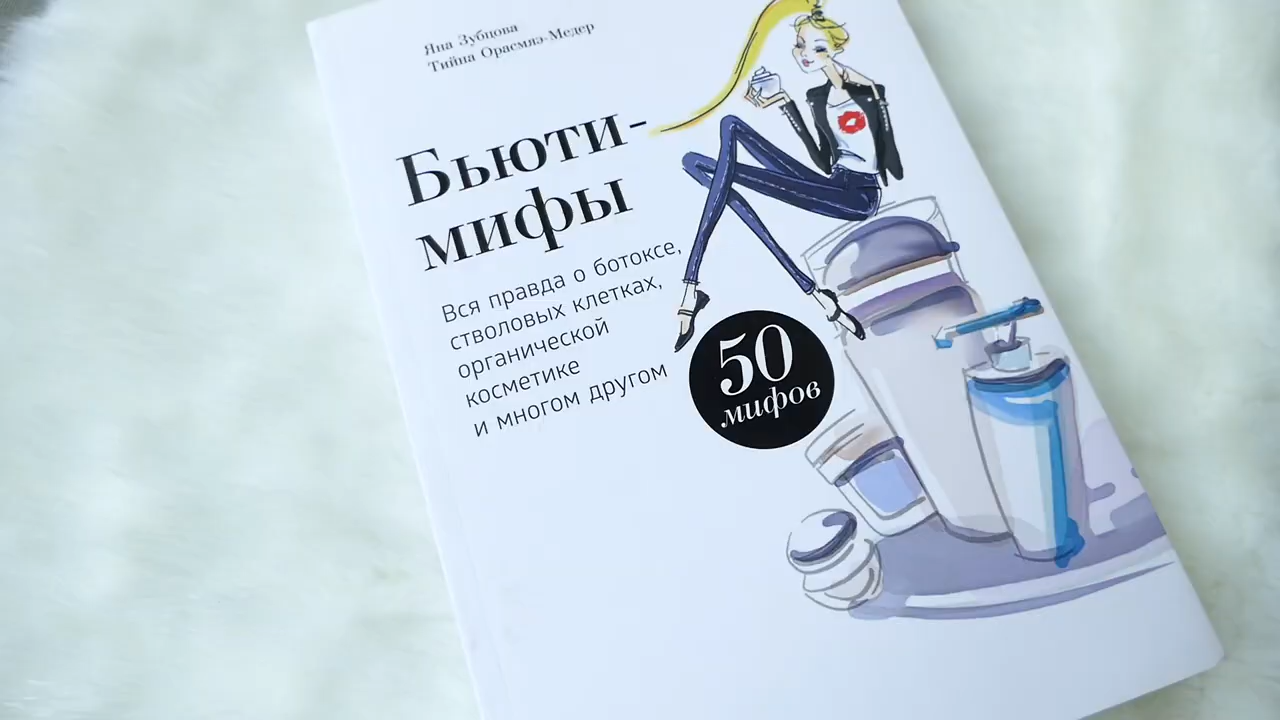 Яна Зубцова
Тийна Орасмяэ-Медер
Бьюти-
мифы
Вся правда о ботоксе,
стволовых клетках,
органической
косметике
и многом другом
50
мифов